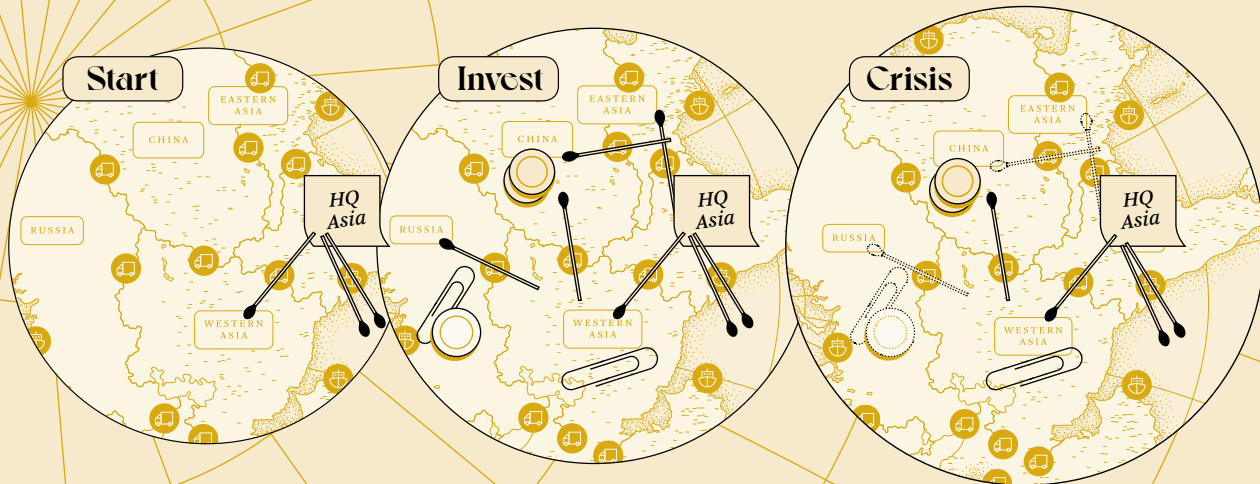 Start
EASTERN
ASIA
CHINA
HQ
Asia
RUSSIA
WESTERN
ASIA
Invest
EASTERN
ASIA
CHINA
HQ
Asia
RUSSIA
WESTERN
ASIA
Crisis
EASTERN
ASIA
CHINA
HQ
Asia
RUSSIA
WESTERN
ASIA